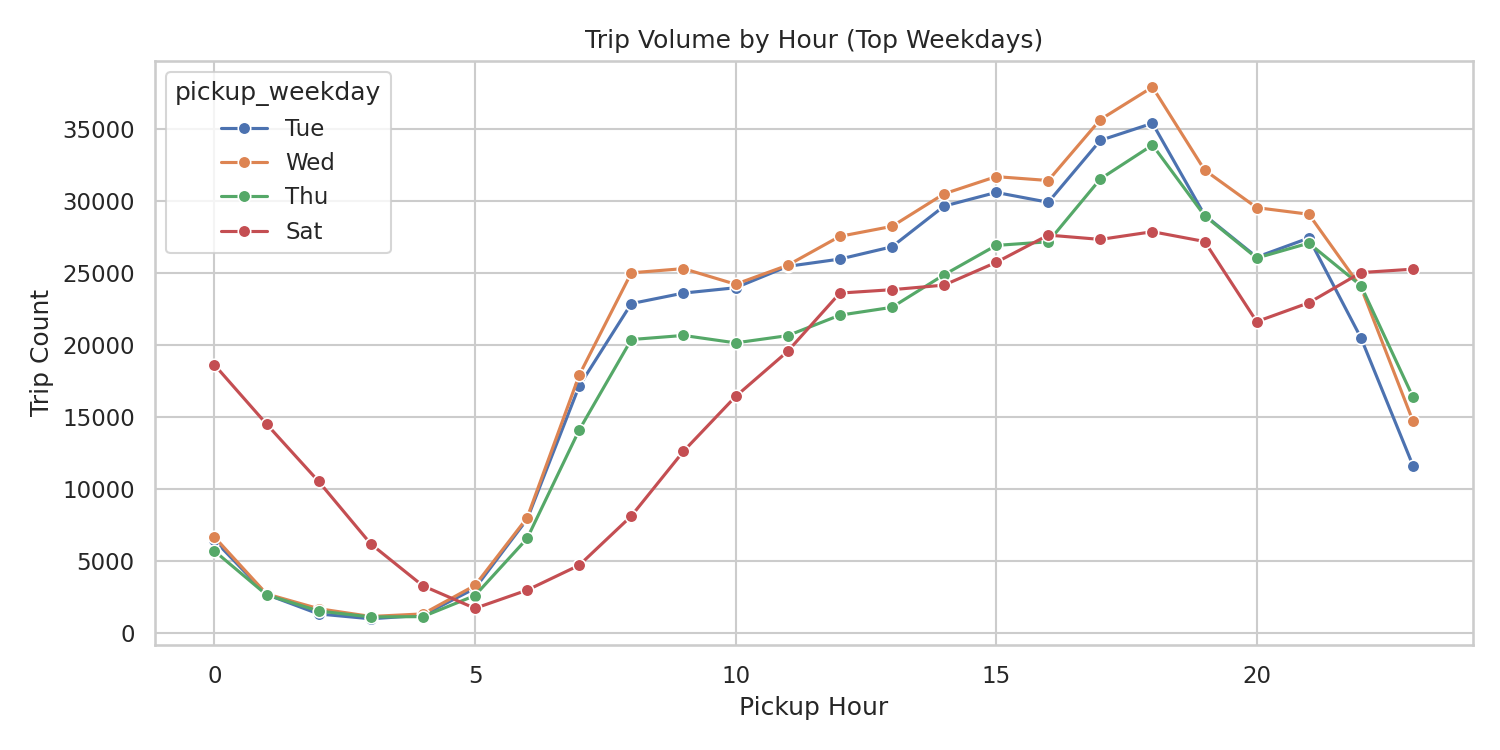 Trip Volume by Hour (Top Weekdays)
pickup_weekday
Tue
Wed
Thu
Sat
35000
30000
25000
20000
15000
10000
5000
0
Trip Count
0 5 10 15 20
Pickup Hour